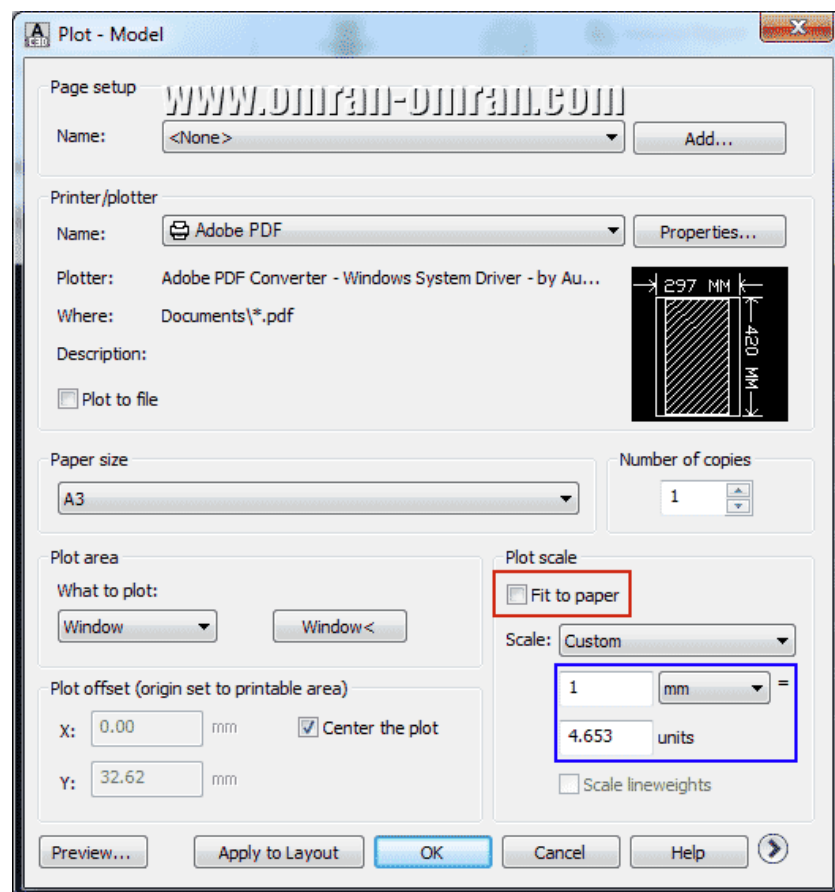 Plot - Model
Page setup
www.omran-omran.com
Name: <None> Add...
Printer/plotter
Name: Adobe PDF Properties...
Plotter: Adobe PDF Converter - Windows System Driver - by Au...
Where: Documents\*.pdf
Description:
297 MM
420 MM
Plot to file
Paper size
A3
Number of copies
1
Plot area
What to plot:
Window Window<
Plot scale
Fit to paper
Scale: Custom
1 mm =
4.653 units
Scale lineweights
Plot offset (origin set to printable area)
X: 0.00 mm Center the plot
Y: 32.62 mm
Preview... Apply to Layout OK Cancel Help